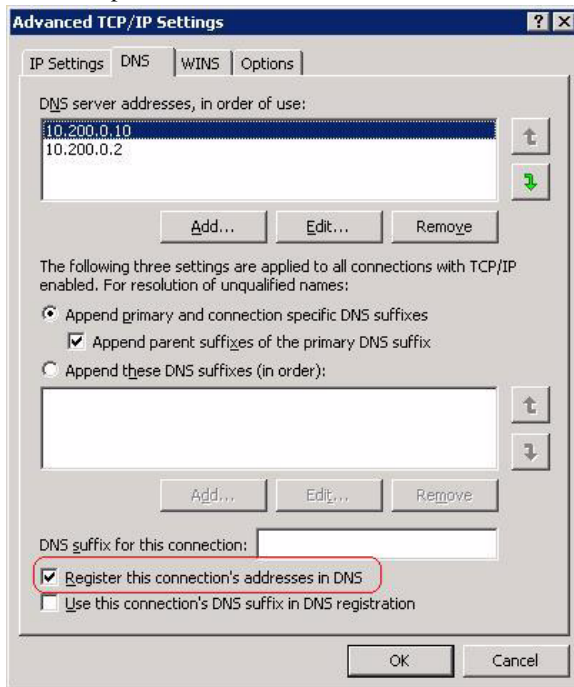 Advanced TCP/IP Settings
IP Settings DNS WINS Options
DNS server addresses, in order of use:
10.200.0.10
10.200.0.2
Add... Edit... Remove
The following three settings are applied to all connections with TCP/IP
enabled. For resolution of unqualified names:
Append primary and connection specific DNS suffixes
Append parent suffixes of the primary DNS suffix
Append these DNS suffixes (in order):
Add... Edit... Remove
DNS suffix for this connection:
Register this connection's addresses in DNS
Use this connection's DNS suffix in DNS registration
OK Cancel